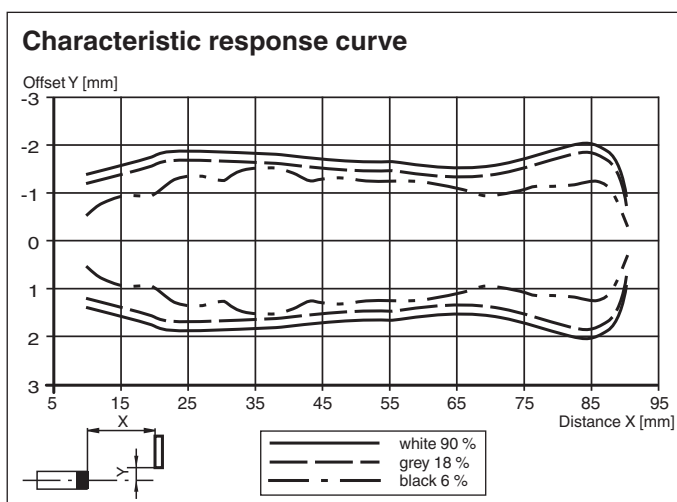 Characteristic response curve
Offset Y [mm]
-3
-2
-1
0
1
2
3
5 15 25 35 45 55 65 75 85 95
Distance X [mm]
X
Y
white 90 %
grey 18 %
black 6 %